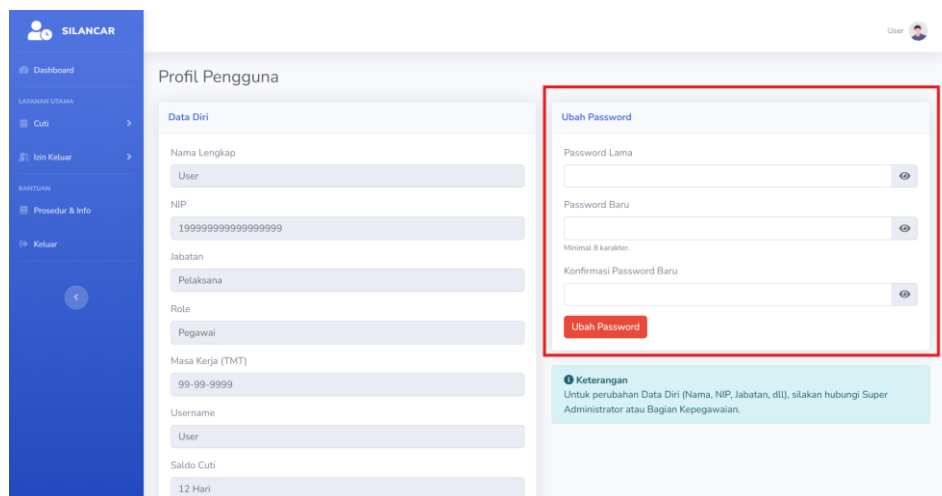 SILANCAR
User
Dashboard
LAYANAN UTAMA
Cuti
Izin Keluar
BANTUAN
Prosedur & Info
Keluar
Profil Pengguna
Data Diri
Nama Lengkap
User
NIP
199999999999999999
Jabatan
Pelaksana
Role
Pegawai
Masa Kerja (TMT)
99-99-9999
Username
User
Saldo Cuti
12 Hari
Ubah Password
Password Lama
Password Baru
Minimal 8 karakter.
Konfirmasi Password Baru
Ubah Password
Keterangan
Untuk perubahan Data Diri (Nama, NIP, Jabatan, dll), silakan hubungi Super
Administrator atau Bagian Kepegawaian.